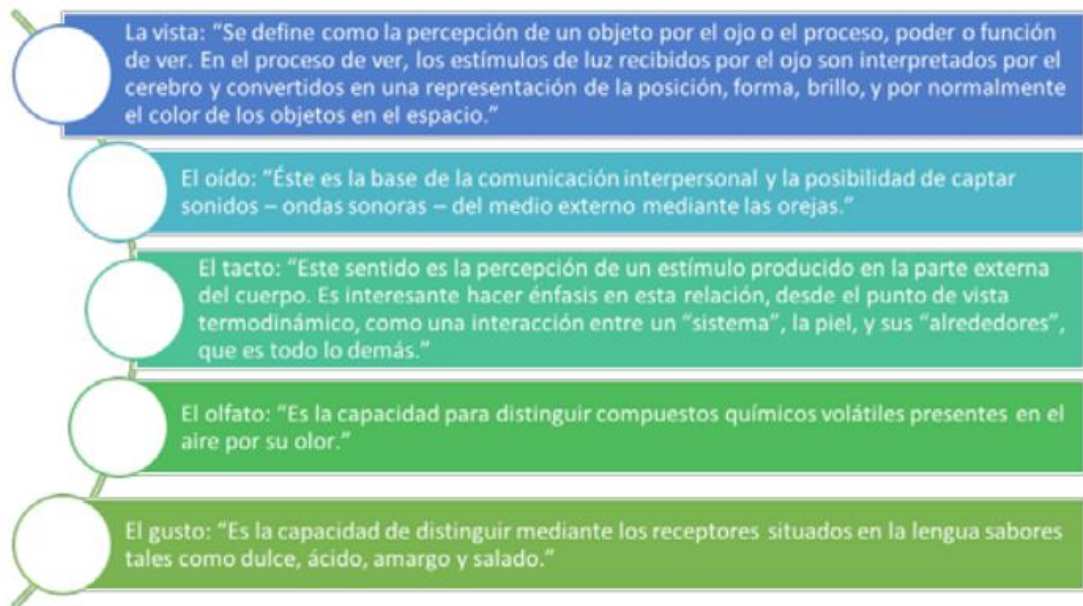 La vista: “Se define como la percepción de un objeto por el ojo o el proceso, poder o función
de ver. En el proceso de ver, los estímulos de luz recibidos por el ojo son interpretados por el
cerebro y convertidos en una representación de la posición, forma, brillo, y por normalmente
el color de los objetos en el espacio.”
El oído: “Éste es la base de la comunicación interpersonal y la posibilidad de captar
sonidos – ondas sonoras – del medio externo mediante las orejas.”
El tacto: “Este sentido es la percepción de un estímulo producido en la parte externa
del cuerpo. Es interesante hacer énfasis en esta relación, desde el punto de vista
termodinámico, como una interacción entre un “sistema”, la piel, y sus “alrededores”,
que es todo lo demás.”
El olfato: “Es la capacidad para distinguir compuestos químicos volátiles presentes en el
aire por su olor.”
El gusto: “Es la capacidad de distinguir mediante los receptores situados en la lengua sabores
tales como dulce, ácido, amargo y salado.”